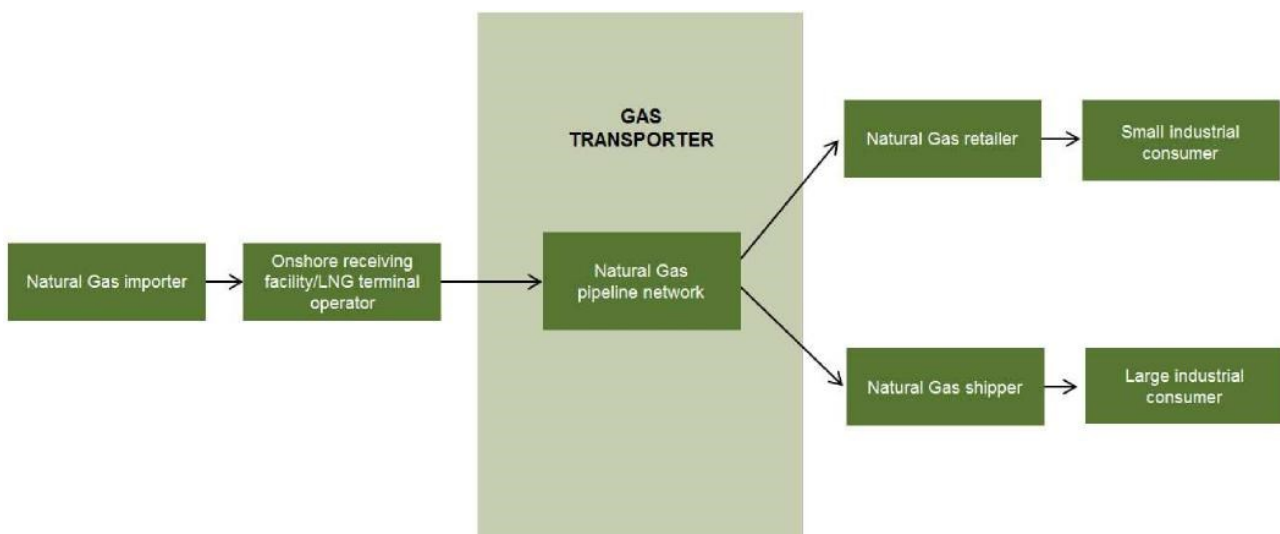 GAS
TRANSPORTER
Natural Gas importer
Onshore receiving
facility/LNG terminal
operator
Natural Gas
pipeline network
Natural Gas retailer
Small industrial
consumer
Natural Gas shipper
Large industrial
consumer